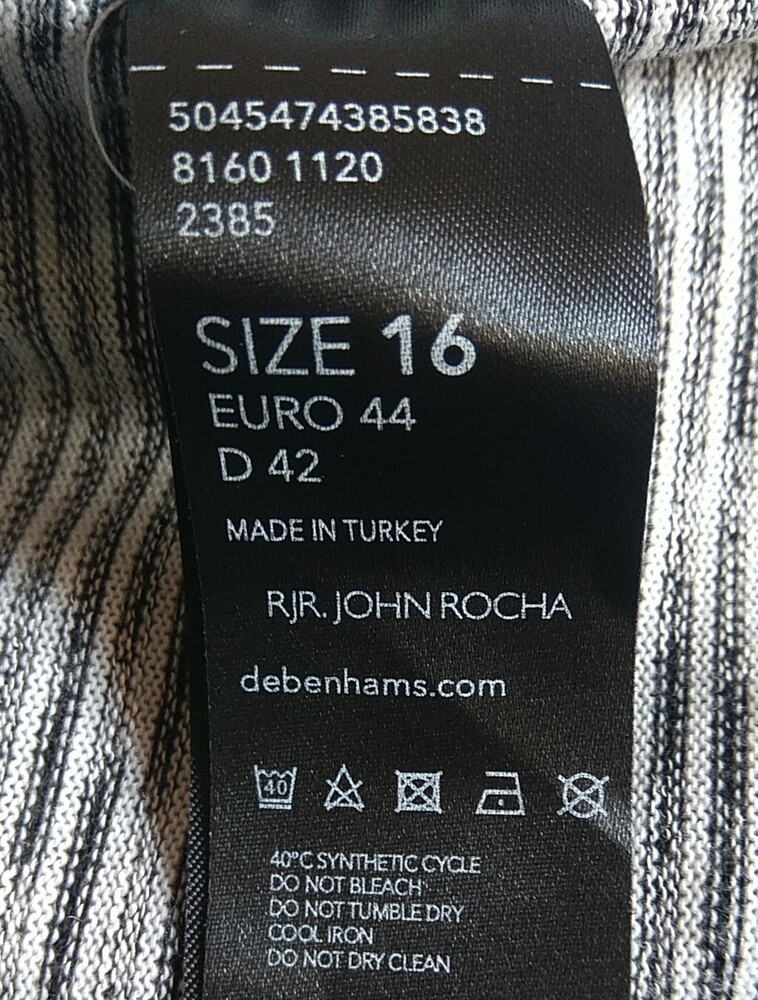 5045474385838
8160 1120
2385
SIZE 16
EURO 44
D 42
MADE IN TURKEY
RJR. JOHN ROCHA
debenhams.com
40
40°C SYNTHETIC CYCLE
DO NOT BLEACH
DO NOT TUMBLE DRY
COOL IRON
DO NOT DRY CLEAN